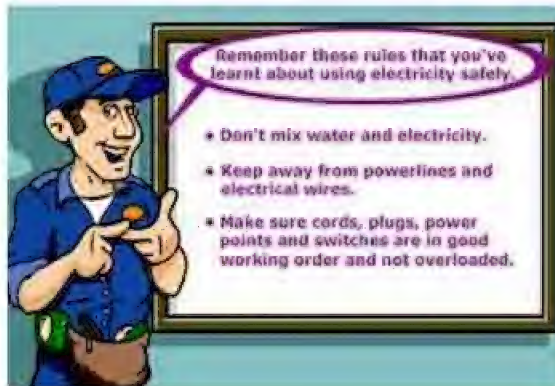 Remember these rules that you've
learnt about using electricity safely.
• Don't mix water and electricity.
• Keep away from powerlines and
electrical wires.
• Make sure cords, plugs, power
points and switches are in good
working order and not overloaded.